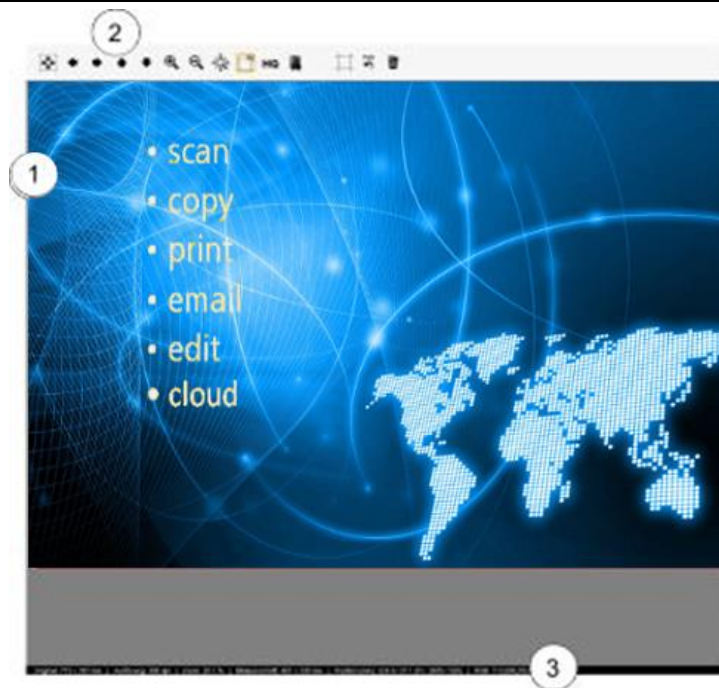 2
HQ
1
• scan
• copy
• print
• email
• edit
• cloud
3